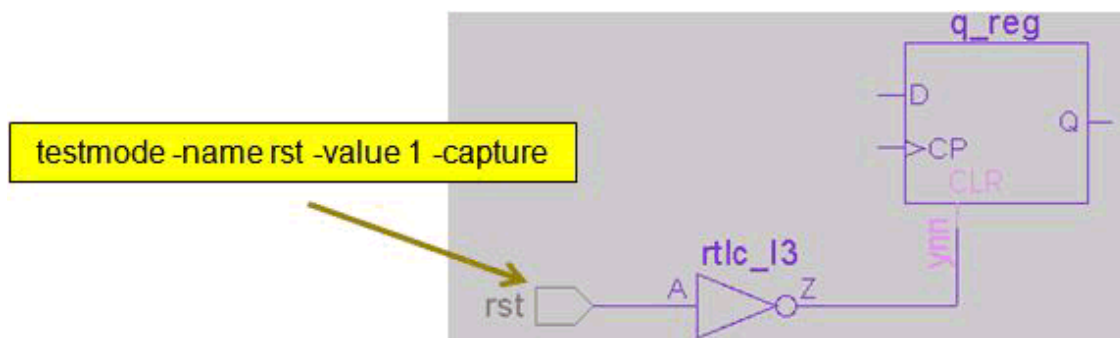 q_reg
D
Q
CP
CLR
testmode -name rst -value 1 -capture
ynn
rtlc_I3
A
Z
rst